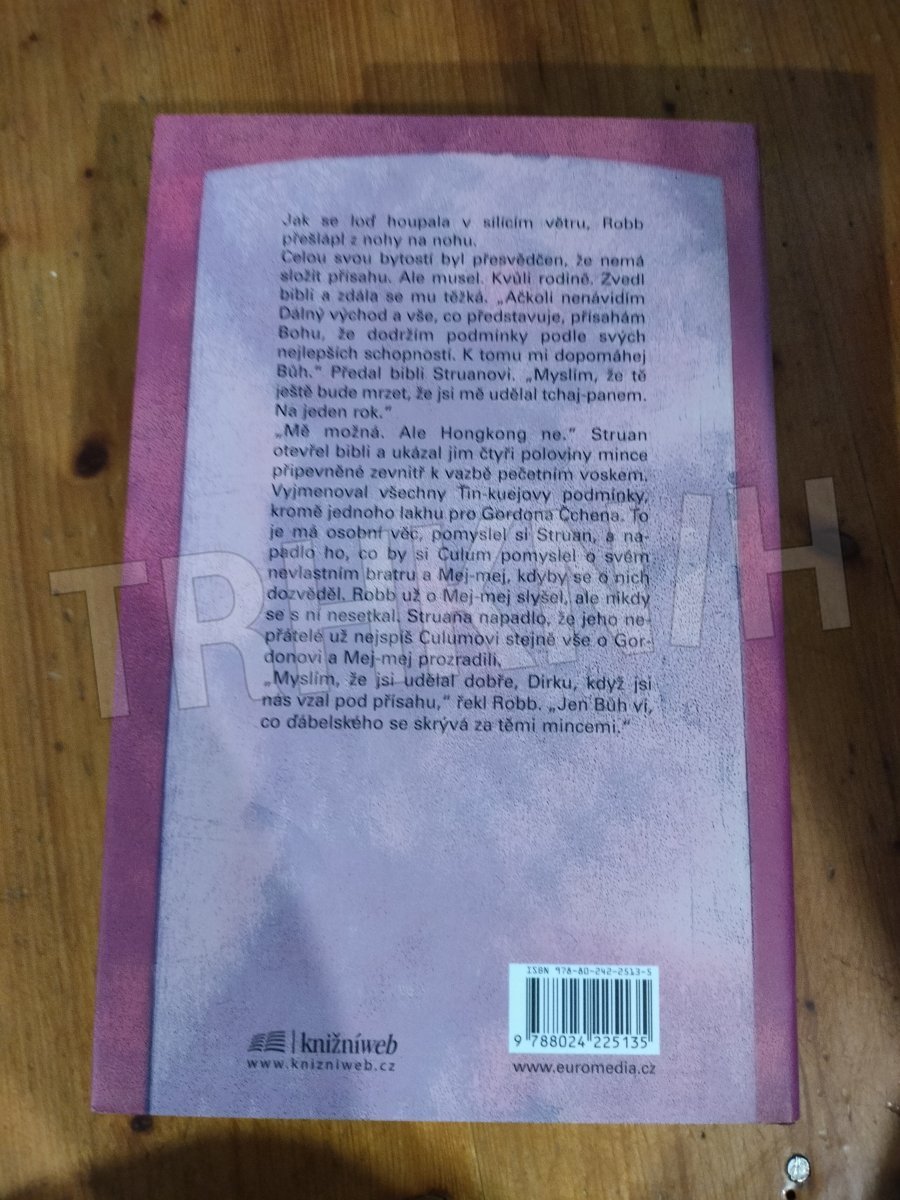 Jak se loď houpala v sílícím větru, Robb
přešlápl z nohy na nohu.
Celou svou bytostí byl přesvědčen, že nemá
složit přísahu. Ale musel. Kvůli rodině. Zvedl
bibli a zdála se mu těžká. „Ačkoli nenávidím
Dálný východ a vše, co představuje, přísahám
Bohu, že dodržím podmínky podle svých
nejlepších schopností. K tomu mi dopomáhej
Bůh.“ Předal bibli Struanovi. „Myslím, že tě
ještě bude mrzet, že jsi mě udělal tchaj-panem.
Na jeden rok.“
„Mě možná. Ale Hongkong ne.“ Struan
otevřel bibli a ukázal jim čtyři poloviny mince
připevněné zevnitř k vazbě pečetním voskem.
Vyjmenoval všechny Ťin-kuejovy podmínky,
kromě jednoho lakhu pro Gordona Čchena. To
je má osobní věc, pomyslel si Struan, a na-
padlo ho, co by si Culum pomyslel o svém
nevlastním bratru a Mej-mej, kdyby se o nich
dozvěděl. Robb už o Mej-mej slyšel, ale nikdy
se s ní nesetkal. Struana napadlo, že jeho ne-
přátelé už nejspíš Culumovi stejně vše o Gor-
donovi a Mej-mej prozradili.
„Myslím, že jsi udělal dobře, Dirku, když jsi
nás vzal pod přísahu,“ řekl Robb. „Jen Bůh ví,
co ďábelského se skrývá za těmi mincemi.“
TRHKNIH
ISBN 978-80-242-2513-5
9 788024 225135
knižníweb
www.knizniweb.cz
www.euromedia.cz